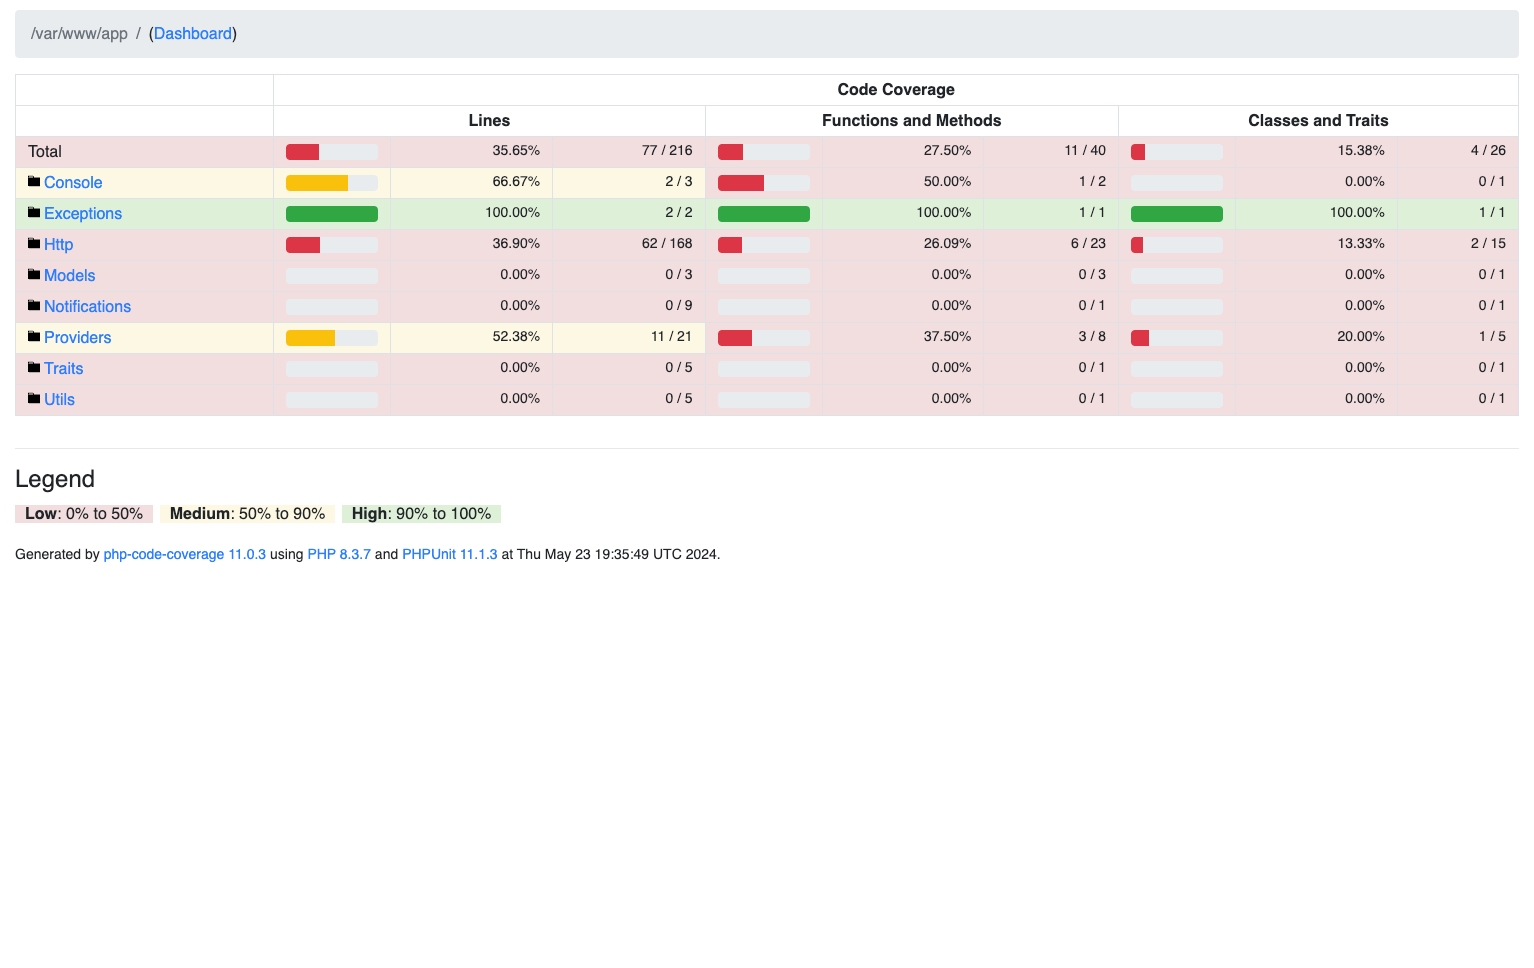 /var/www/app / (Dashboard)
Code Coverage
Lines Functions and Methods Classes and Traits
Total 35.65% 77 / 216 27.50% 11 / 40 15.38% 4 / 26
Console 66.67% 2 / 3 50.00% 1 / 2 0.00% 0 / 1
Exceptions 100.00% 2 / 2 100.00% 1 / 1 100.00% 1 / 1
Http 36.90% 62 / 168 26.09% 6 / 23 13.33% 2 / 15
Models 0.00% 0 / 3 0.00% 0 / 3 0.00% 0 / 1
Notifications 0.00% 0 / 9 0.00% 0 / 1 0.00% 0 / 1
Providers 52.38% 11 / 21 37.50% 3 / 8 20.00% 1 / 5
Traits 0.00% 0 / 5 0.00% 0 / 1 0.00% 0 / 1
Utils 0.00% 0 / 5 0.00% 0 / 1 0.00% 0 / 1
Legend
Low: 0% to 50% Medium: 50% to 90% High: 90% to 100%
Generated by php-code-coverage 11.0.3 using PHP 8.3.7 and PHPUnit 11.1.3 at Thu May 23 19:35:49 UTC 2024.